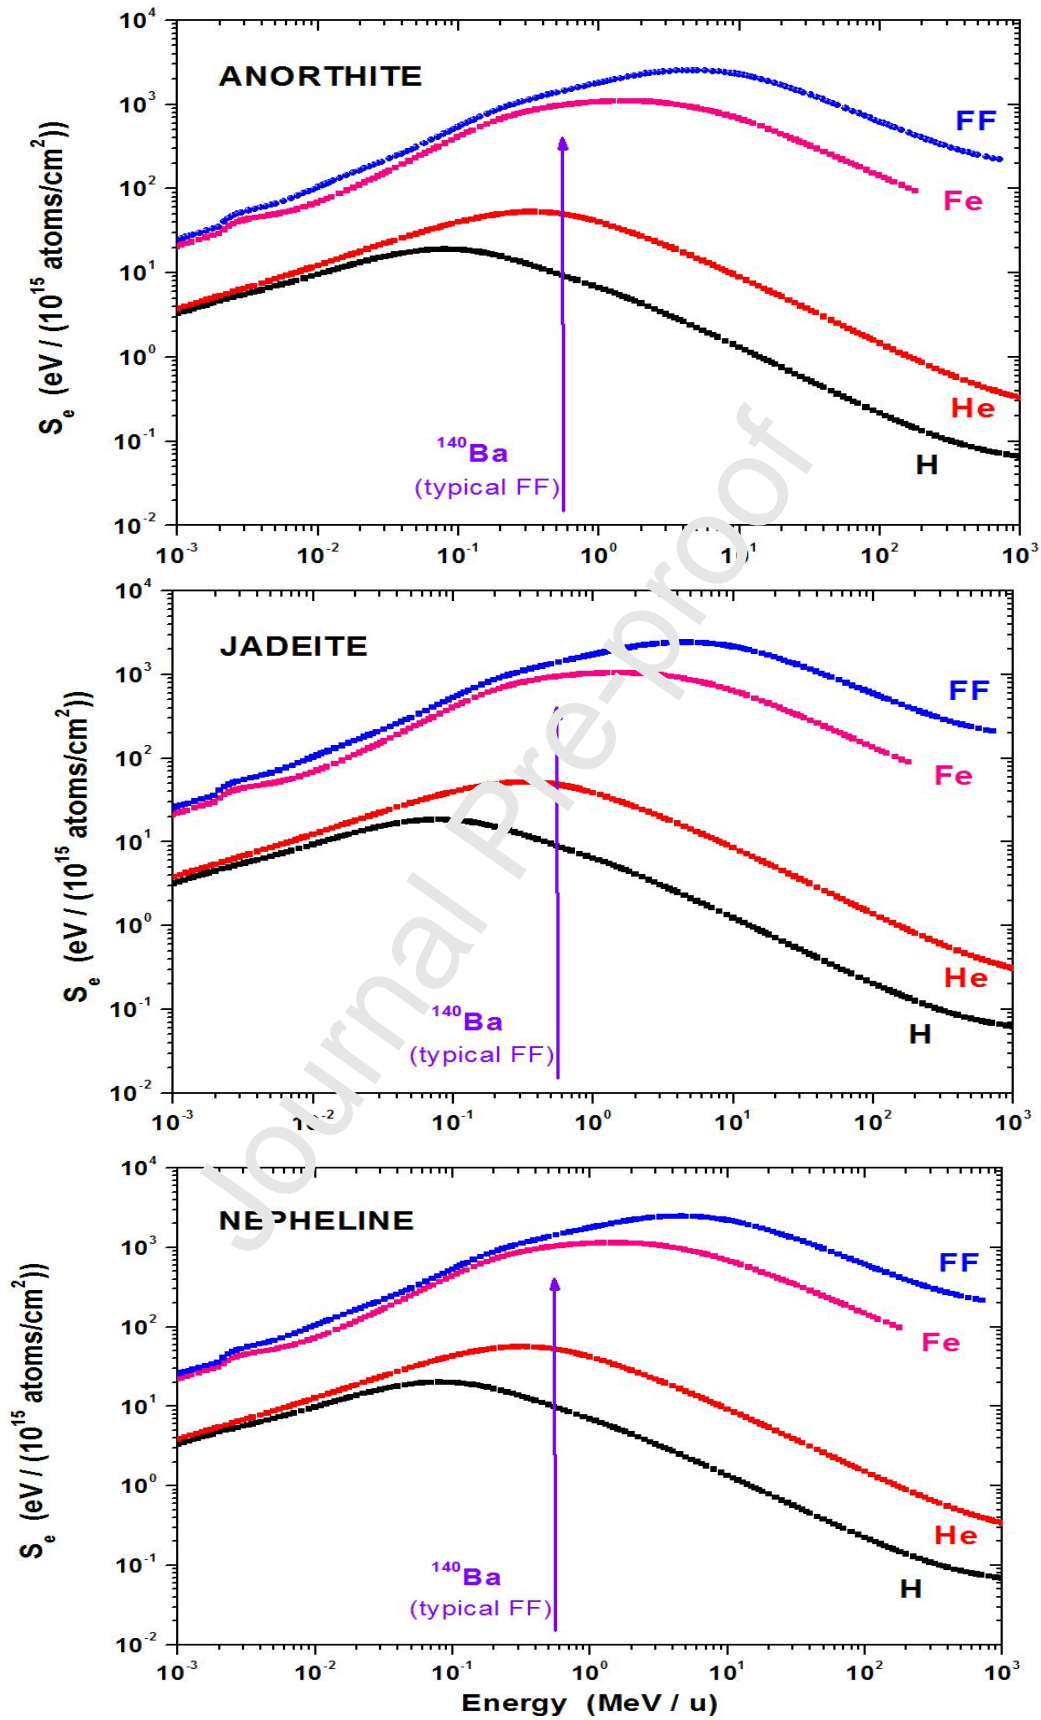 10⁴
ANORTHITE
10³
FF
10²
Fe
10¹
10⁰
He
10⁻¹
¹⁴⁰Ba
H
(typical FF)
10⁻²
10⁻³ 10⁻² 10⁻¹ 10⁰ 10¹ 10² 10³
Sₑ (eV / (10¹⁵ atoms/cm²))
10⁴
JADEITE
10³
FF
10²
Fe
10¹
10⁰
He
10⁻¹
¹⁴⁰Ba
H
(typical FF)
10⁻²
10⁻³ 10⁻² 10⁻¹ 10⁰ 10¹ 10² 10³
Sₑ (eV / (10¹⁵ atoms/cm²))
10⁴
NEPHELINE
10³
FF
10²
Fe
10¹
10⁰
He
10⁻¹
¹⁴⁰Ba
H
(typical FF)
10⁻²
10⁻³ 10⁻² 10⁻¹ 10⁰ 10¹ 10² 10³
Sₑ (eV / (10¹⁵ atoms/cm²))
Energy (MeV / u)
Journal Pre-proof